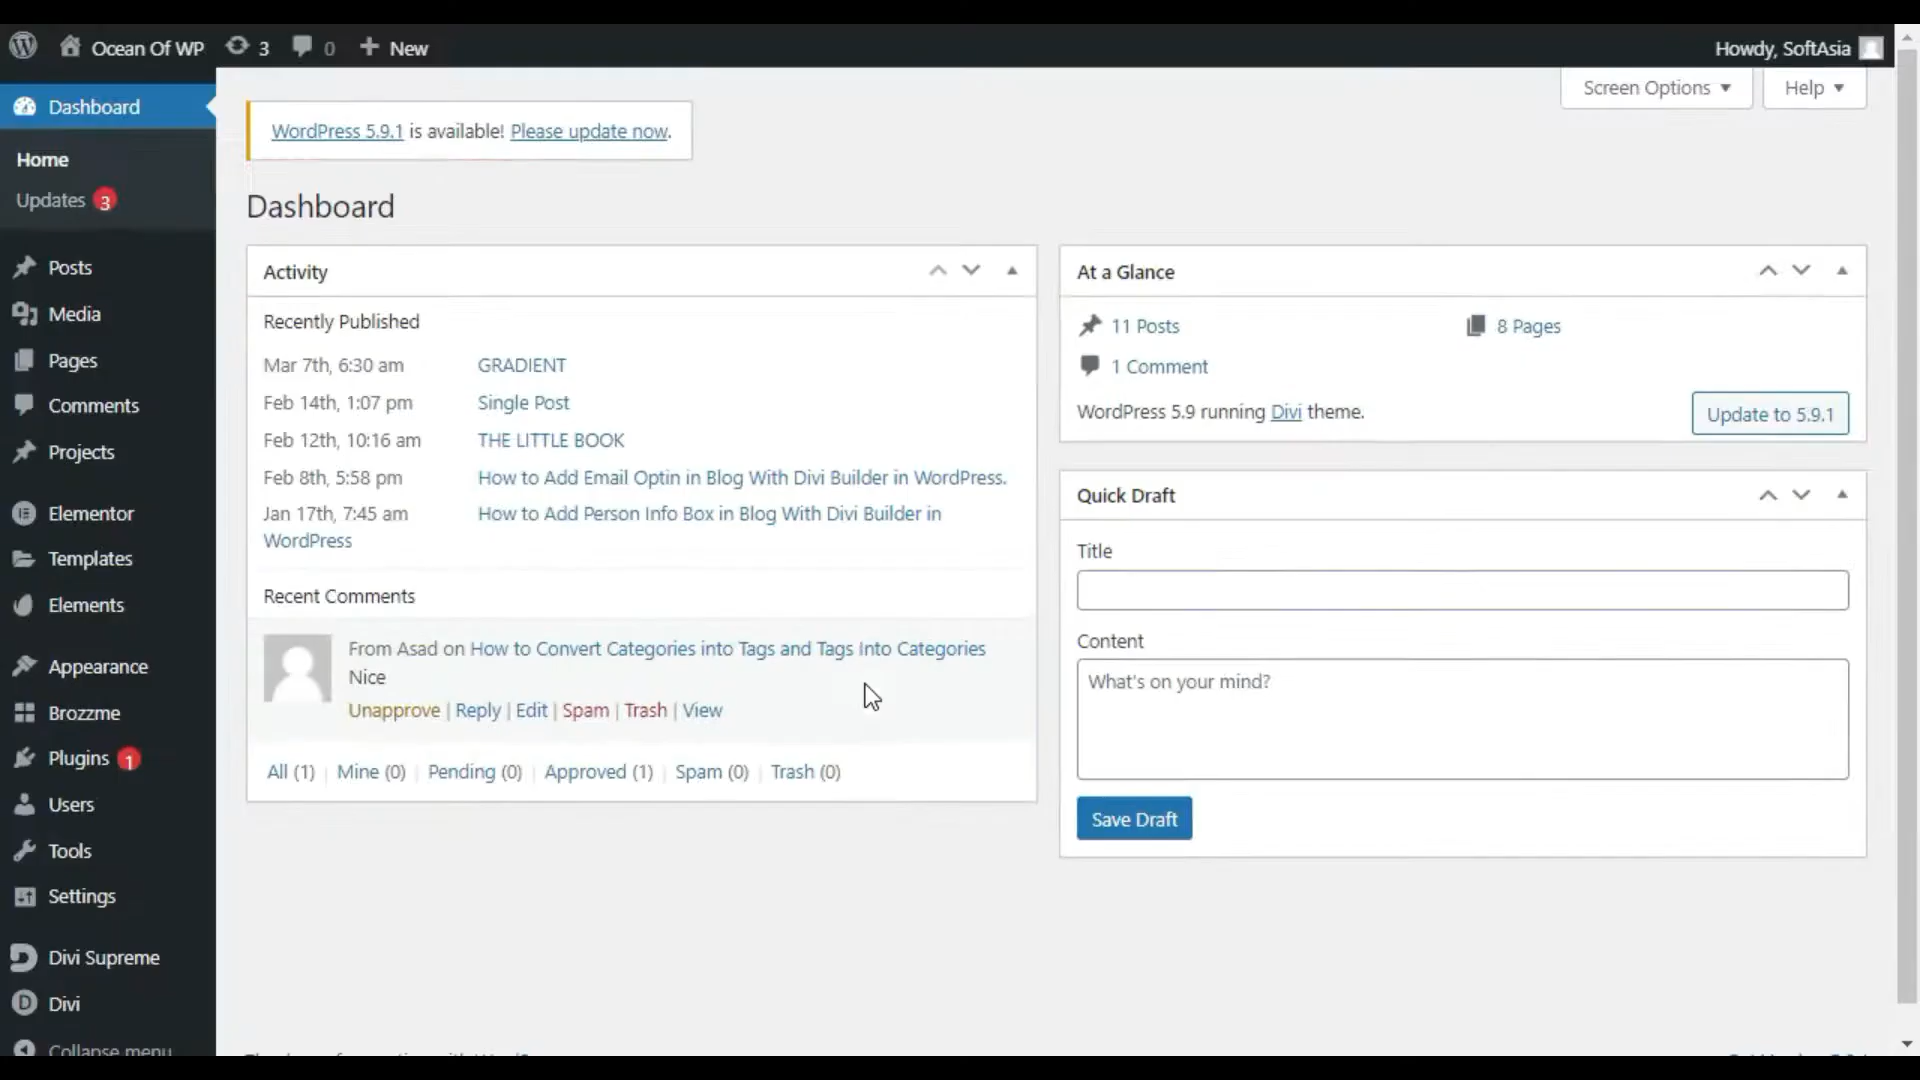 Ocean Of WP 3 0 New Howdy, SoftAsia
Screen Options Help
Dashboard
Home
Updates 3
Posts
Media
Pages
Comments
Projects
Elementor
Templates
Elements
Appearance
Brozzme
Plugins 1
Users
Tools
Settings
Divi Supreme
Divi
Collapse menu
WordPress 5.9.1 is available! Please update now.
Dashboard
Activity
Recently Published
Mar 7th, 6:30 am GRADIENT
Feb 14th, 1:07 pm Single Post
Feb 12th, 10:16 am THE LITTLE BOOK
Feb 8th, 5:58 pm How to Add Email Optin in Blog With Divi Builder in WordPress.
Jan 17th, 7:45 am How to Add Person Info Box in Blog With Divi Builder in
WordPress
Recent Comments
From Asad on How to Convert Categories into Tags and Tags Into Categories
Nice
Unapprove | Reply | Edit | Spam | Trash | View
All (1) | Mine (0) | Pending (0) | Approved (1) | Spam (0) | Trash (0)
At a Glance
11 Posts 8 Pages
1 Comment
WordPress 5.9 running Divi theme. Update to 5.9.1
Quick Draft
Title
Content
What's on your mind?
Save Draft